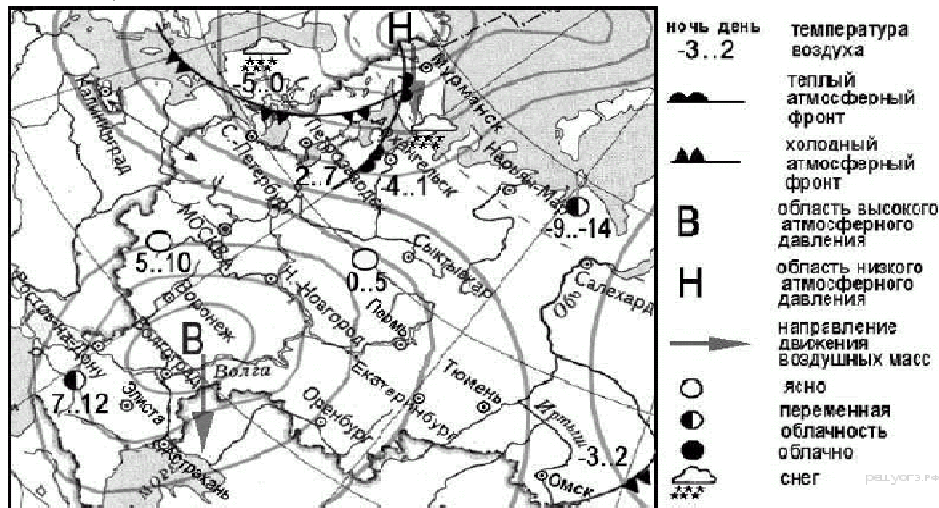 Н
-5..0
Мурманск
Калининград
С.-Петербург
Петрозаводск
2..7
4..1
-9..-14
МОСКВА
5..10
Сыктывкар
0..5
Салехард
Обь
Н. Новгород
Пермь
Воронеж
В
Волгоград
Волга
Ростов-на-Дону
7..12
Элиста
Екатеринбург
Тюмень
Оренбург
Иртыш
-3..2
Омск
Астрахань
МОРЕ
ночь день
-3..2
температура
воздуха
теплый
атмосферный
фронт
холодный
атмосферный
фронт
В
область высокого
атмосферного
давления
Н
область низкого
атмосферного
давления
направление
движения
воздушных масс
ясно
переменная
облачность
облачно
снег
решуогэ.рф